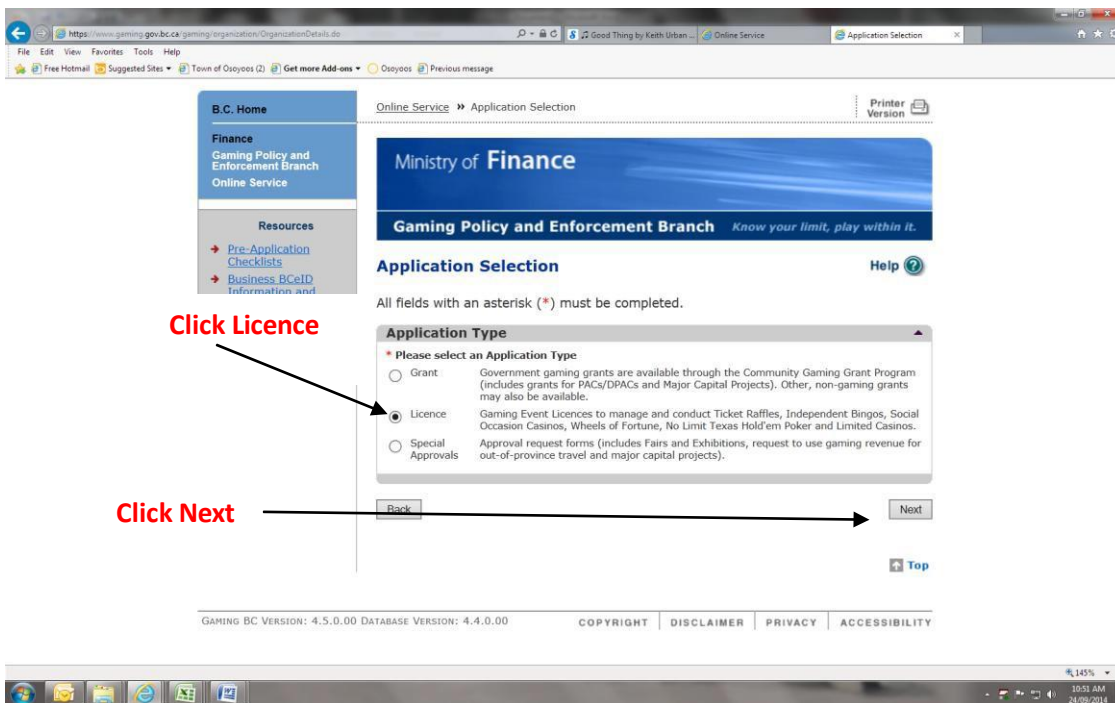 https://www.gaming.gov.bc.ca/gaming/organization/OrganizationDetails.do
Good Thing by Keith Urban ...
Online Service
Application Selection
File Edit View Favorites Tools Help
Free Hotmail Suggested Sites Town of Osoyoos (2) Get more Add-ons Osoyoos Previous message
B.C. Home
Online Service » Application Selection
Printer
Version
Finance
Gaming Policy and
Enforcement Branch
Online Service
Ministry of Finance
Gaming Policy and Enforcement Branch Know your limit, play within it.
Resources
Pre-Application
Checklists
Business BCeID
Information and
Application Selection
Help
All fields with an asterisk (*) must be completed.
Click Licence
Application Type
* Please select an Application Type
Grant Government gaming grants are available through the Community Gaming Grant Program
(includes grants for PACs/DPACs and Major Capital Projects). Other, non-gaming grants
may also be available.
Licence Gaming Event Licences to manage and conduct Ticket Raffles, Independent Bingos, Social
Occasion Casinos, Wheels of Fortune, No Limit Texas Hold'em Poker and Limited Casinos.
Special Approval request forms (includes Fairs and Exhibitions, request to use gaming revenue for
Approvals out-of-province travel and major capital projects).
Click Next
Back
Next
Top
GAMING BC VERSION: 4.5.0.00 DATABASE VERSION: 4.4.0.00
COPYRIGHT | DISCLAIMER | PRIVACY | ACCESSIBILITY
145%
10:51 AM
24/09/2014